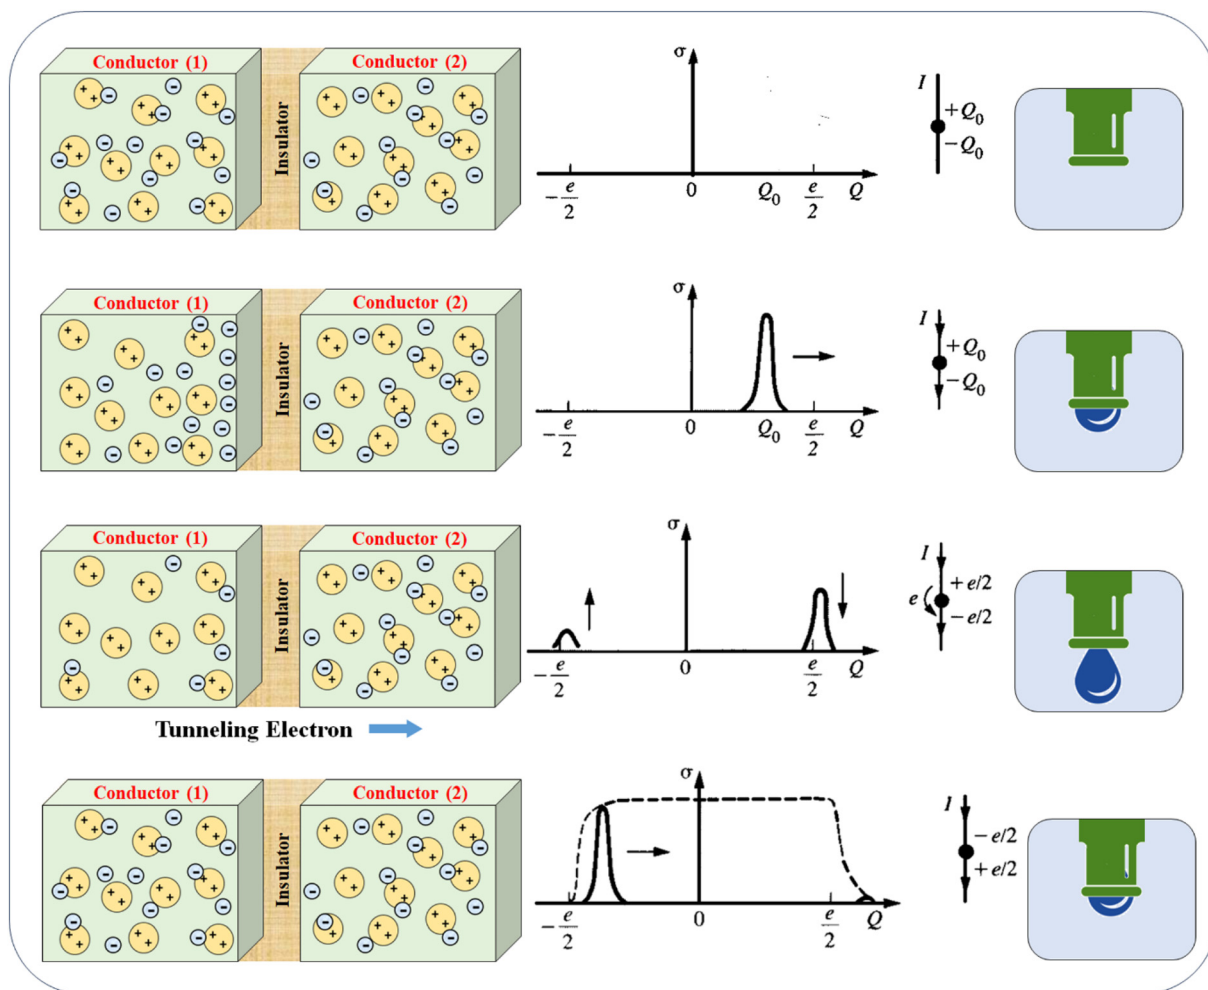 Conductor (1)
Insulator
Conductor (2)
σ
−e/2
0
Q₀
e/2
Q
I
+Q₀
−Q₀
Conductor (1)
Insulator
Conductor (2)
σ
−e/2
0
Q₀
e/2
Q
I
+Q₀
−Q₀
Conductor (1)
Insulator
Conductor (2)
σ
−e/2
0
e/2
Q
I
e
+e/2
−e/2
Tunneling Electron
Conductor (1)
Insulator
Conductor (2)
σ
−e/2
0
e/2
Q
I
−e/2
+e/2